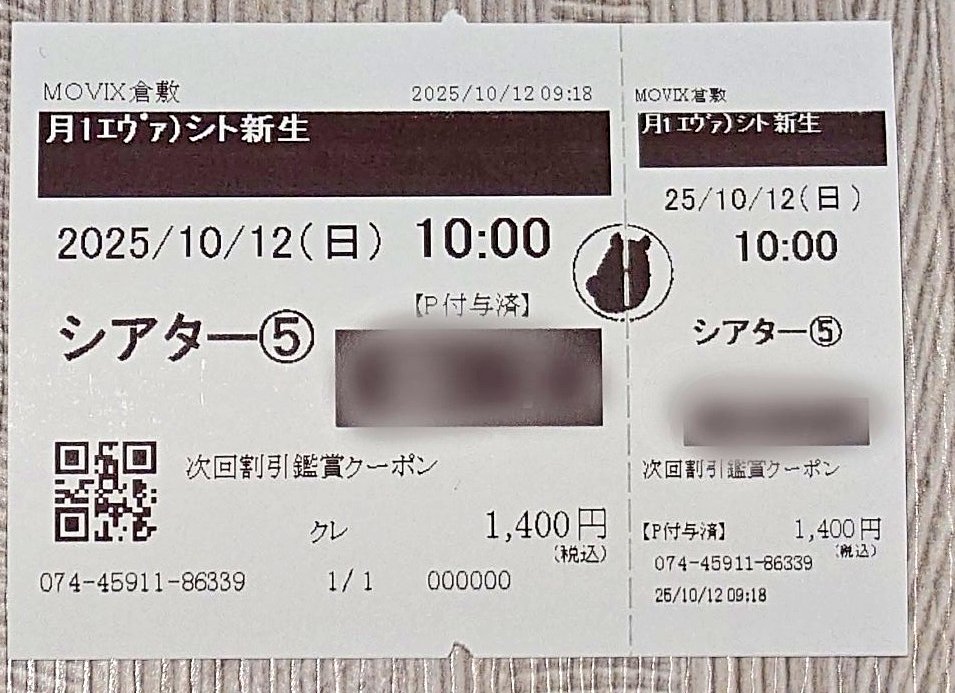 MOVIX倉敷 2025/10/12 09:18
月1ｴヴｧ)シト新生
2025/10/12(日) 10:00
【P付与済】
シアター⑤
次回割引鑑賞クーポン
クレ 1,400円
(税込)
074-45911-86339 1/1 000000
MOVIX倉敷
月1ｴヴｧ)シト新生
25/10/12(日)
10:00
シアター⑤
次回割引鑑賞クーポン
【P付与済】 1,400円
(税込)
074-45911-86339
25/10/12 09:18